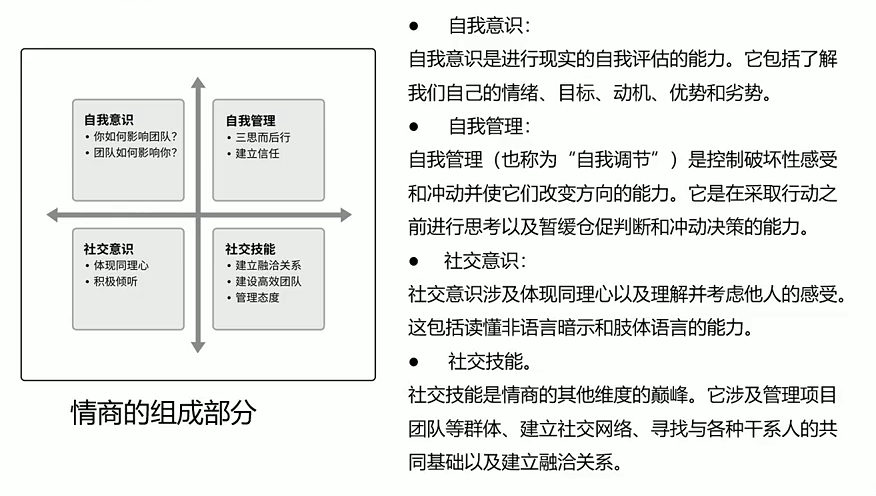 自我意识
• 你如何影响团队?
• 团队如何影响你?
自我管理
• 三思而后行
• 建立信任
社交意识
• 体现同理心
• 积极倾听
社交技能
• 建立融洽关系
• 建设高效团队
• 管理态度
情商的组成部分
● 自我意识：
自我意识是进行现实的自我评估的能力。它包括了解
我们自己的情绪、目标、动机、优势和劣势。
● 自我管理：
自我管理（也称为“自我调节”）是控制破坏性感受
和冲动并使它们改变方向的能力。它是在采取行动之
前进行思考以及暂缓仓促判断和冲动决策的能力。
● 社交意识：
社交意识涉及体现同理心以及理解并考虑他人的感受。
这包括读懂非语言暗示和肢体语言的能力。
● 社交技能。
社交技能是情商的其他维度的巅峰。它涉及管理项目
团队等群体、建立社交网络、寻找与各种干系人的共
同基础以及建立融洽关系。